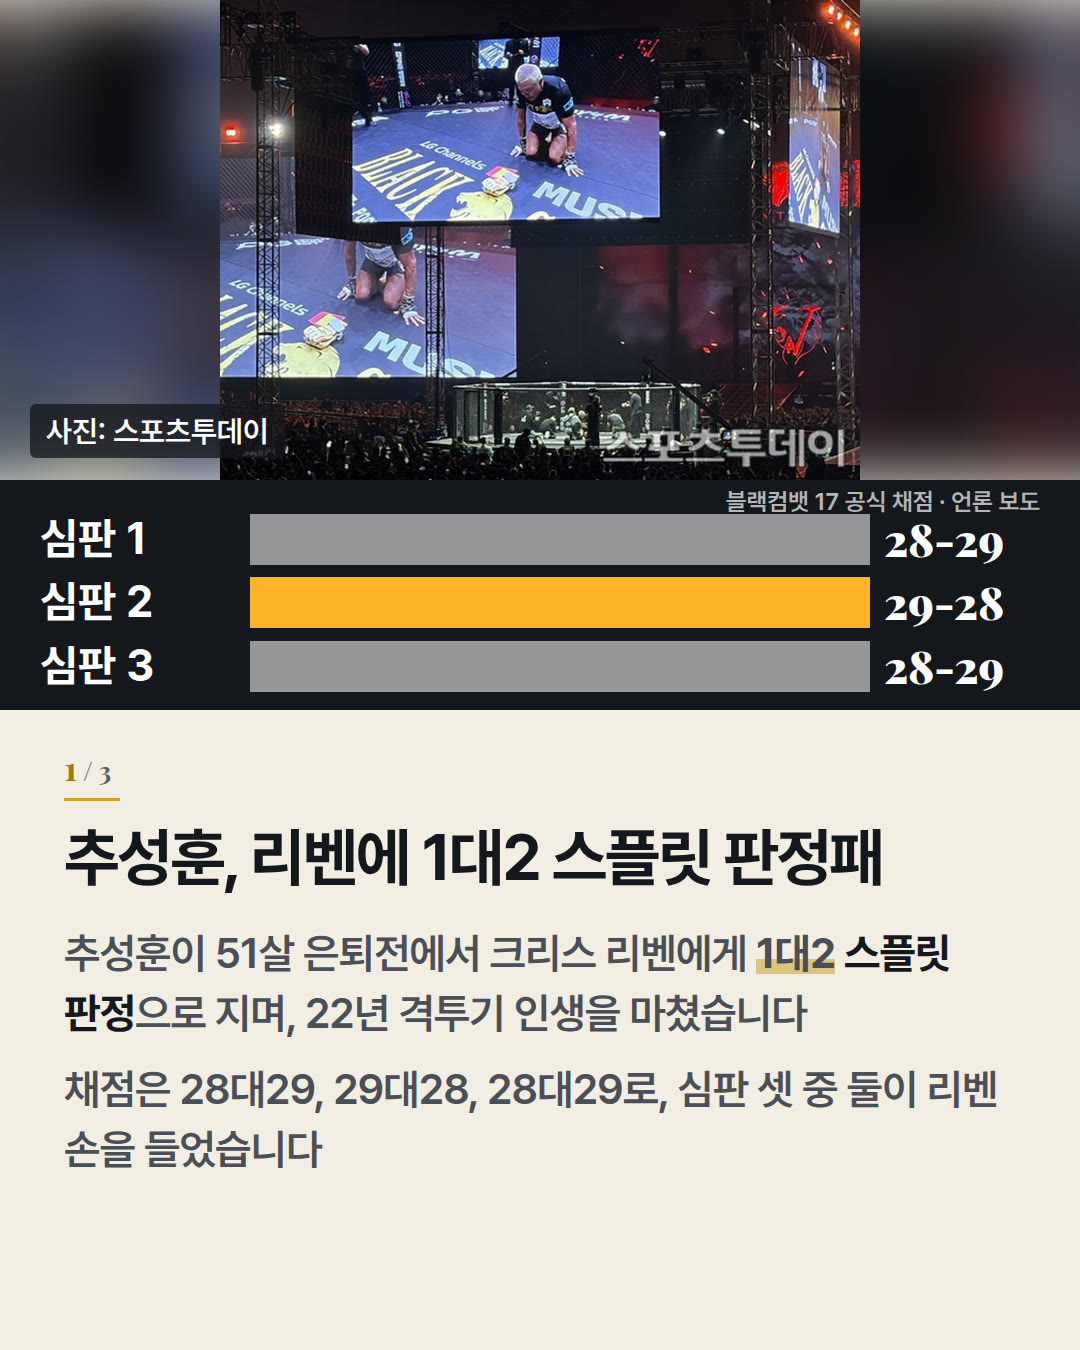 LG Channels
BLACK
MUS
LG Channels
MUS
사진: 스포츠투데이
스포츠투데이
블랙컴뱃 17 공식 채점 · 언론 보도
심판 1 28-29
심판 2 29-28
심판 3 28-29
1 / 3
추성훈, 리벤에 1대2 스플릿 판정패
추성훈이 51살 은퇴전에서 크리스 리벤에게 1대2 스플릿
판정으로 지며, 22년 격투기 인생을 마쳤습니다
채점은 28대29, 29대28, 28대29로, 심판 셋 중 둘이 리벤
손을 들었습니다